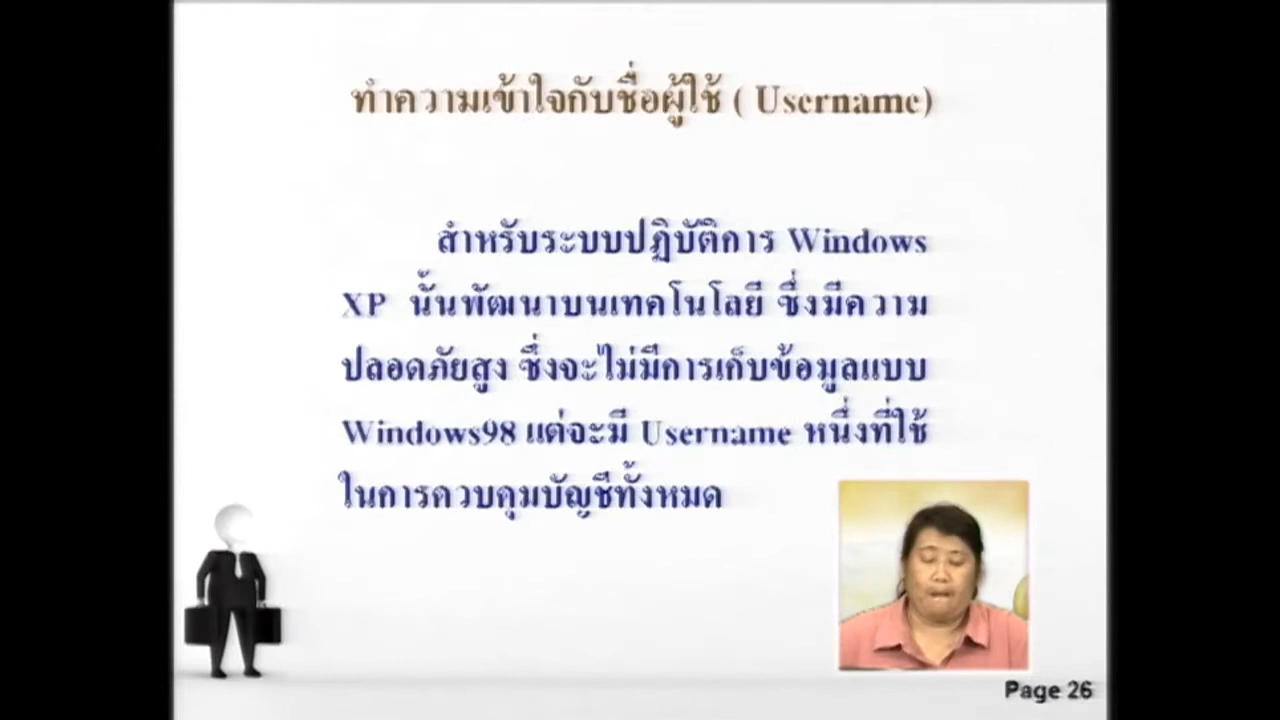 ทำความเข้าใจกับชื่อผู้ใช้ ( Username)
สำหรับระบบปฏิบัติการ Windows
XP นั้นพัฒนาบนเทคโนโลยี ซึ่งมีความ
ปลอดภัยสูง ซึ่งจะไม่มีการเก็บข้อมูลแบบ
Windows98 แต่จะมี Username หนึ่งที่ใช้
ในการควบคุมบัญชีทั้งหมด
Page 26